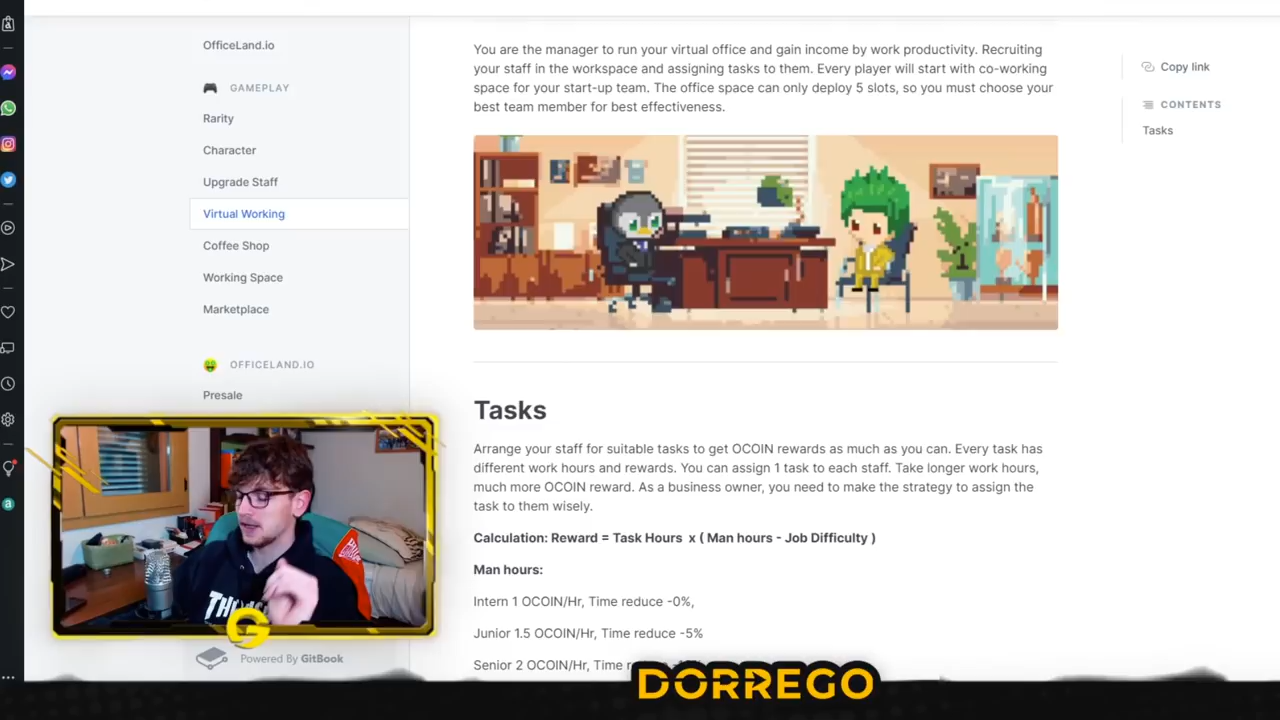 OfficeLand.io
GAMEPLAY
Rarity
Character
Upgrade Staff
Virtual Working
Coffee Shop
Working Space
Marketplace
OFFICELAND.IO
Presale
Powered By GitBook
You are the manager to run your virtual office and gain income by work productivity. Recruiting
your staff in the workspace and assigning tasks to them. Every player will start with co-working
space for your start-up team. The office space can only deploy 5 slots, so you must choose your
best team member for best effectiveness.
Tasks
Arrange your staff for suitable tasks to get OCOIN rewards as much as you can. Every task has
different work hours and rewards. You can assign 1 task to each staff. Take longer work hours,
much more OCOIN reward. As a business owner, you need to make the strategy to assign the
task to them wisely.
Calculation: Reward = Task Hours x ( Man hours - Job Difficulty )
Man hours:
Intern 1 OCOIN/Hr, Time reduce -0%,
Junior 1.5 OCOIN/Hr, Time reduce -5%
Senior 2 OCOIN/Hr, Time
Copy link
CONTENTS
Tasks
G
DORREGO